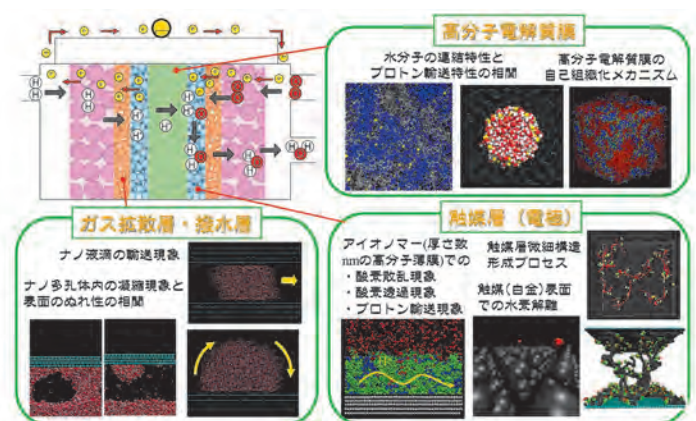 高分子電解質膜
水分子の連結特性と
プロトン輸送特性の相関
高分子電解質膜の
自己組織化メカニズム
ガス拡散層・撥水層
ナノ液滴の輸送現象
ナノ多孔体内の凝縮現象と
表面のぬれ性の相関
触媒層（電極）
アイオノマー(厚さ数
nmの高分子薄膜)での
・酸素散乱現象
・酸素透過現象
・プロトン輸送現象
触媒層微細構造
形成プロセス
触媒(白金)表面
での水素解離